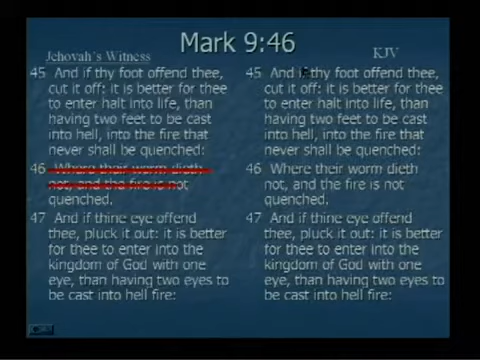 Mark 9:46
Jehovah's Witness
45 And if thy foot offend thee,
cut it off: it is better for thee
to enter halt into life, than
having two feet to be cast
into hell, into the fire that
never shall be quenched:
46 Where their worm dieth
not, and the fire is not
quenched.
47 And if thine eye offend
thee, pluck it out: it is better
for thee to enter into the
kingdom of God with one
eye, than having two eyes to
be cast into hell fire:
KJV
45 And if thy foot offend thee,
cut it off: it is better for thee
to enter halt into life, than
having two feet to be cast
into hell, into the fire that
never shall be quenched:
46 Where their worm dieth
not, and the fire is not
quenched.
47 And if thine eye offend
thee, pluck it out: it is better
for thee to enter into the
kingdom of God with one
eye, than having two eyes to
be cast into hell fire: